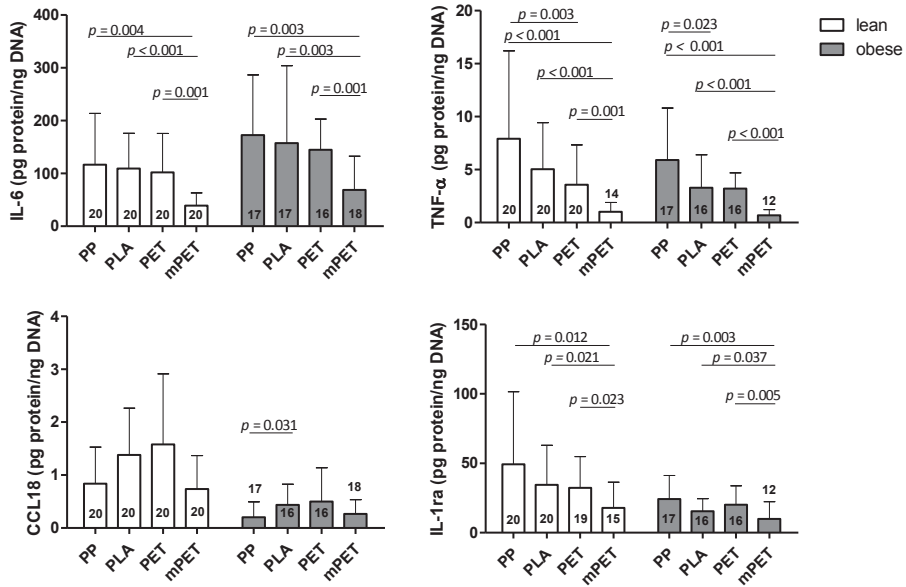 IL-6 (pg protein/ng DNA)
400
300
200
100
0
p = 0.004
p < 0.001
p = 0.001
p = 0.003
p = 0.003
p = 0.001
20 20 20 20 17 17 16 18
PP PLA PET mPET PP PLA PET mPET
TNF-α (pg protein/ng DNA)
20
15
10
5
0
p = 0.003
p < 0.001
p < 0.001
p = 0.001
p = 0.023
p < 0.001
p < 0.001
p < 0.001
20 20 20 14 17 16 16 12
PP PLA PET mPET PP PLA PET mPET
lean
obese
CCL18 (pg protein/ng DNA)
4
3
2
1
0
p = 0.031
20 20 20 20 17 16 16 18
PP PLA PET mPET PP PLA PET mPET
IL-1ra (pg protein/ng DNA)
150
100
50
0
p = 0.012
p = 0.021
p = 0.023
p = 0.003
p = 0.037
p = 0.005
20 20 19 15 17 16 16 12
PP PLA PET mPET PP PLA PET mPET